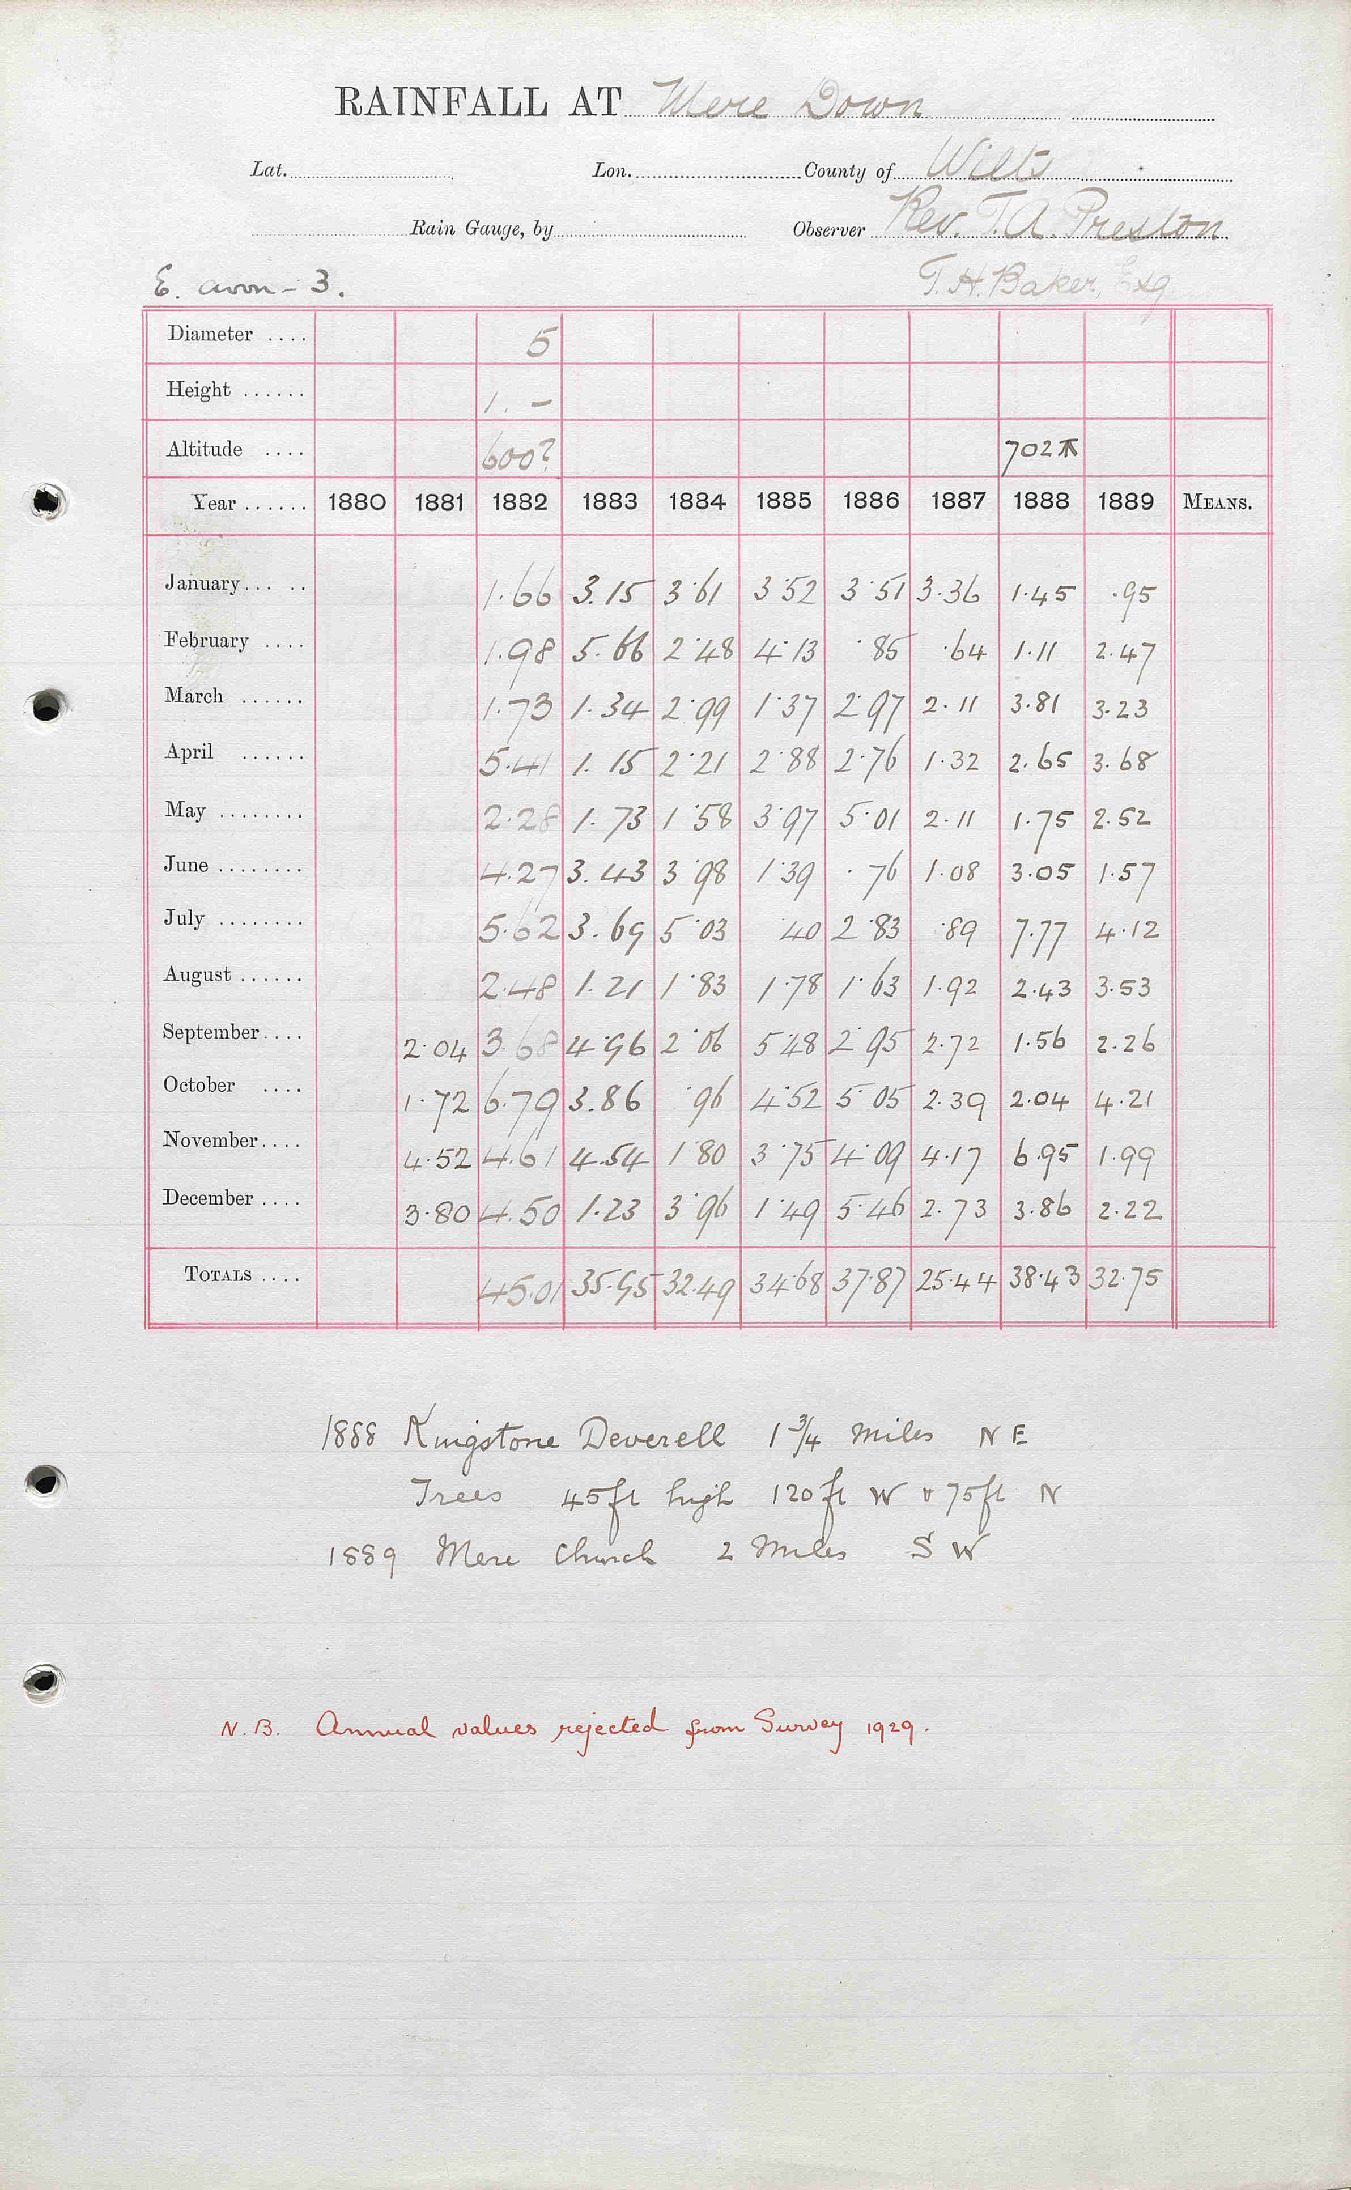 RAINFALL AT Mere Down
Lat. Lon. County of Wilts
Rain Gauge, by Observer Rev. T.A. Preston
E. avon - 3. T. H. Baker, Esq
Diameter .... 5
Height ...... 1. –
Altitude .... 600? 702⊼
Year ...... 1880 1881 1882 1883 1884 1885 1886 1887 1888 1889 MEANS.
January... .. 1.66 3.15 3.61 3.52 3.51 3.36 1.45 .95
February .... 1.98 5.66 2.48 4.13 .85 .64 1.11 2.47
March ...... 1.73 1.34 2.99 1.37 2.97 2.11 3.81 3.23
April ...... 5.41 1.15 2.21 2.88 2.76 1.32 2.65 3.68
May ........ 2.28 1.73 1.58 3.97 5.01 2.11 1.75 2.52
June ........ 4.27 3.43 3.98 1.39 .76 1.08 3.05 1.57
July ........ 5.62 3.69 5.03 .40 2.83 .89 7.77 4.12
August ...... 2.48 1.21 1.83 1.78 1.63 1.92 2.43 3.53
September.... 2.04 3.68 4.96 2.06 5.48 2.95 2.72 1.56 2.26
October .... 1.72 6.79 3.86 .96 4.52 5.05 2.39 2.04 4.21
November.... 4.52 4.61 4.54 1.80 3.75 4.09 4.17 6.95 1.99
December .... 3.80 4.50 1.23 3.96 1.49 5.46 2.73 3.86 2.22
TOTALS .... 45.01 35.95 32.49 34.68 37.87 25.44 38.43 32.75
1888 Kingstone Deverell 1 3/4 miles NE
Trees 45ft high 120ft W & 75ft N
1889 Mere Church 2 Miles S W
N.B. Annual values rejected from Survey 1929.